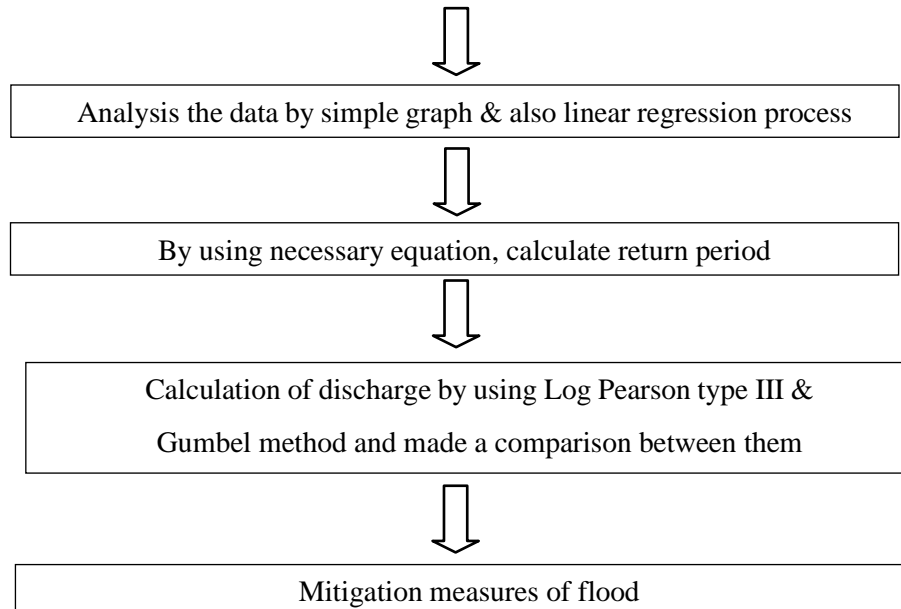 Analysis the data by simple graph & also linear regression process
By using necessary equation, calculate return period
Calculation of discharge by using Log Pearson type III &
Gumbel method and made a comparison between them
Mitigation measures of flood